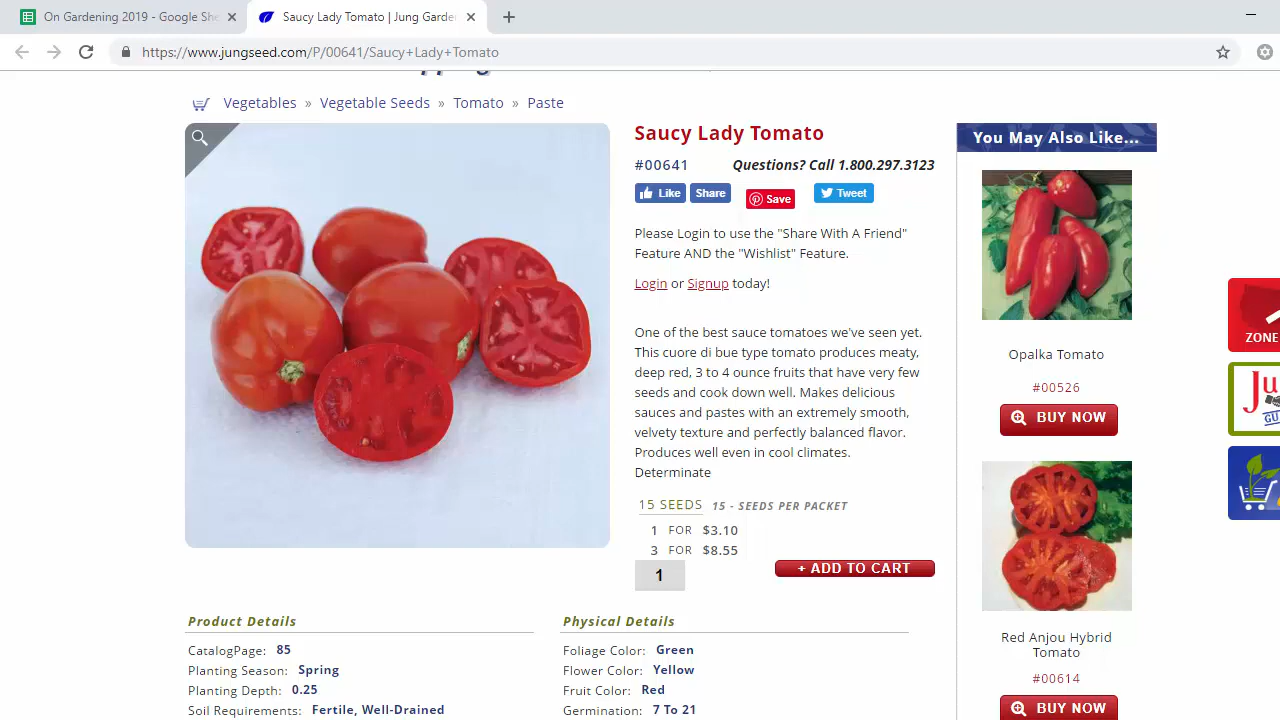 On Gardening 2019 - Google She
Saucy Lady Tomato | Jung Garde
https://www.jungseed.com/P/00641/Saucy+Lady+Tomato
Vegetables » Vegetable Seeds » Tomato » Paste
Saucy Lady Tomato
#00641
Questions? Call 1.800.297.3123
Like
Share
Save
Tweet
Please Login to use the "Share With A Friend"
Feature AND the "Wishlist" Feature.
Login or Signup today!
One of the best sauce tomatoes we've seen yet.
This cuore di bue type tomato produces meaty,
deep red, 3 to 4 ounce fruits that have very few
seeds and cook down well. Makes delicious
sauces and pastes with an extremely smooth,
velvety texture and perfectly balanced flavor.
Produces well even in cool climates.
Determinate
15 SEEDS 15 - SEEDS PER PACKET
1 FOR $3.10
3 FOR $8.55
1
+ ADD TO CART
Product Details
CatalogPage: 85
Planting Season: Spring
Planting Depth: 0.25
Soil Requirements: Fertile, Well-Drained
Physical Details
Foliage Color: Green
Flower Color: Yellow
Fruit Color: Red
Germination: 7 To 21
You May Also Like...
Opalka Tomato
#00526
BUY NOW
Red Anjou Hybrid
Tomato
#00614
BUY NOW
ZONE
Ju
GU